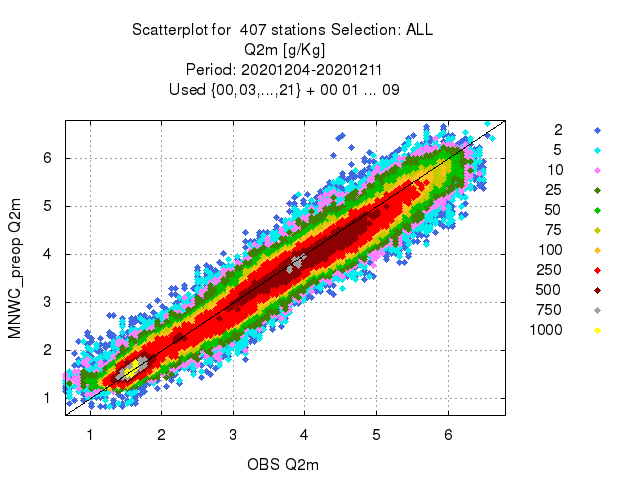 Scatterplot for 407 stations Selection: ALL
Q2m [g/Kg]
Period: 20201204-20201211
Used {00,03,...,21} + 00 01 ... 09
MNWC_preop Q2m
6
5
4
3
2
1
1 2 3 4 5 6
OBS Q2m
2
5
10
25
50
75
100
250
500
750
1000